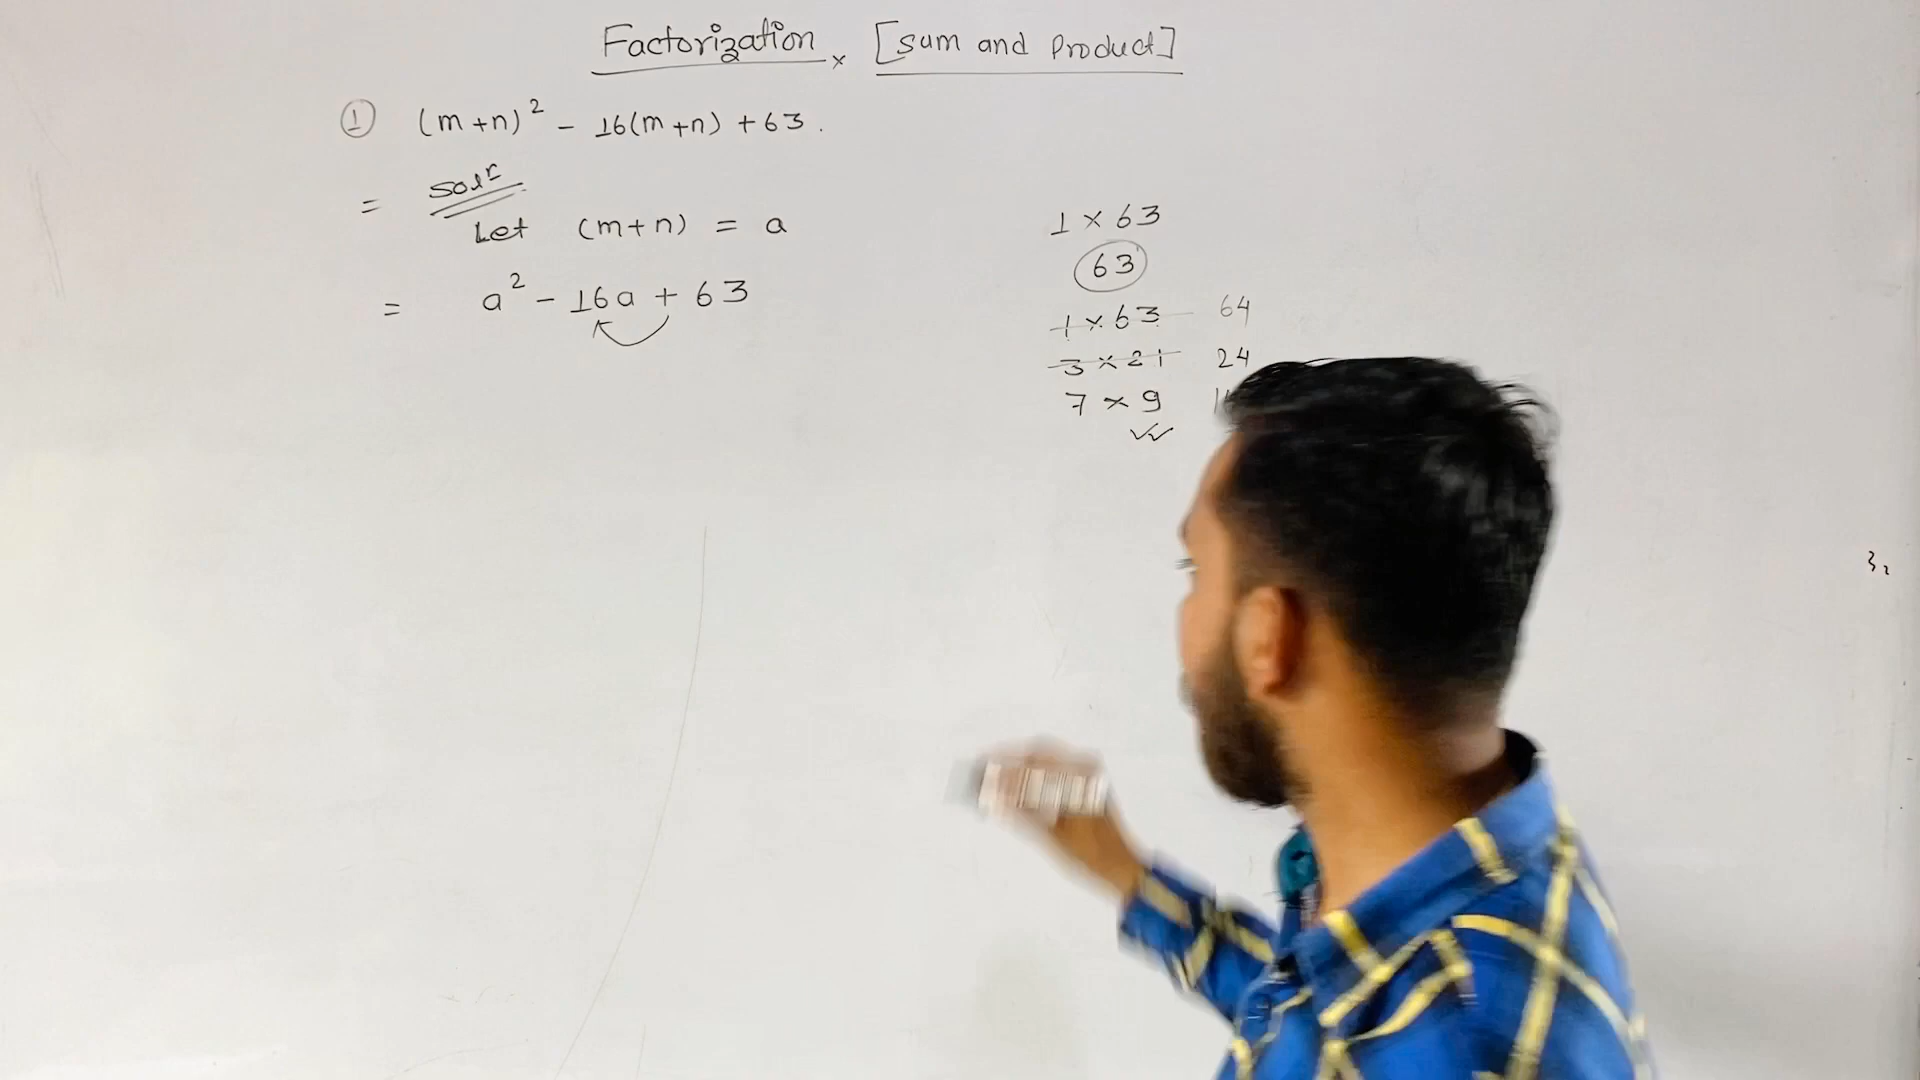 Factorization x [sum and product]
① (m+n)² - 16(m+n) + 63.
= Solⁿ
Let (m+n) = a
= a² - 16a + 63
1 × 63
63
1 × 63 64
3 × 21 24
7 × 9
3